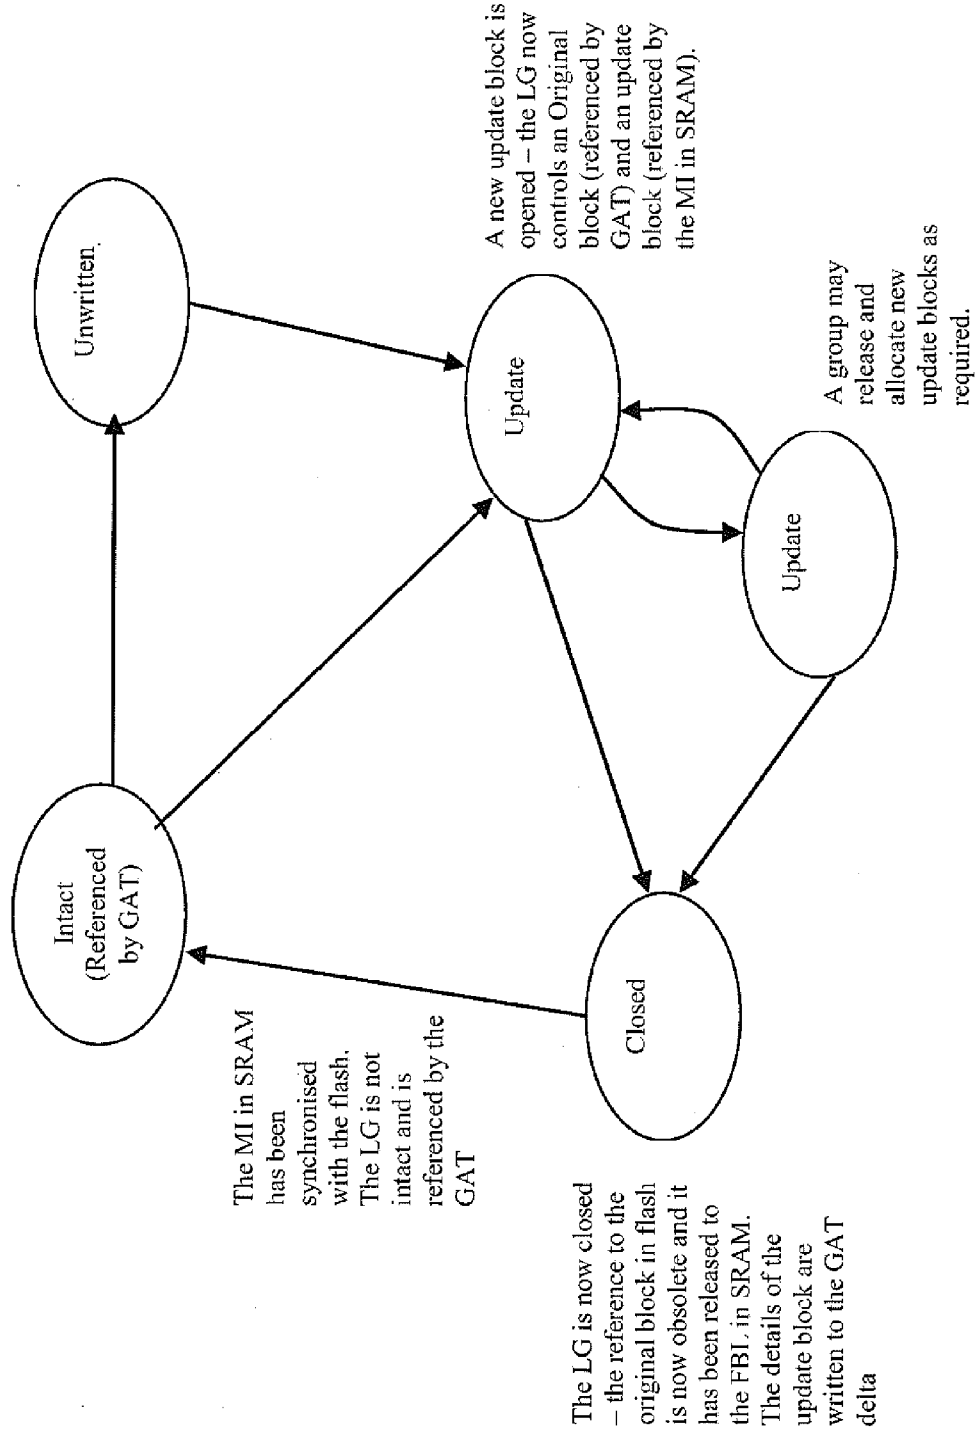 Intact
(Referenced
by GAT)
Unwritten.
The MI in SRAM
has been
synchronised
with the flash.
The LG is not
intact and is
referenced by the
GAT
Update
A new update block is
opened – the LG now
controls an Original
block (referenced by
GAT) and an update
block (referenced by
the MI in SRAM).
The LG is now closed
– the reference to the
original block in flash
is now obsolete and it
has been released to
the FBL in SRAM.
The details of the
update block are
written to the GAT
delta
Closed
Update
A group may
release and
allocate new
update blocks as
required.